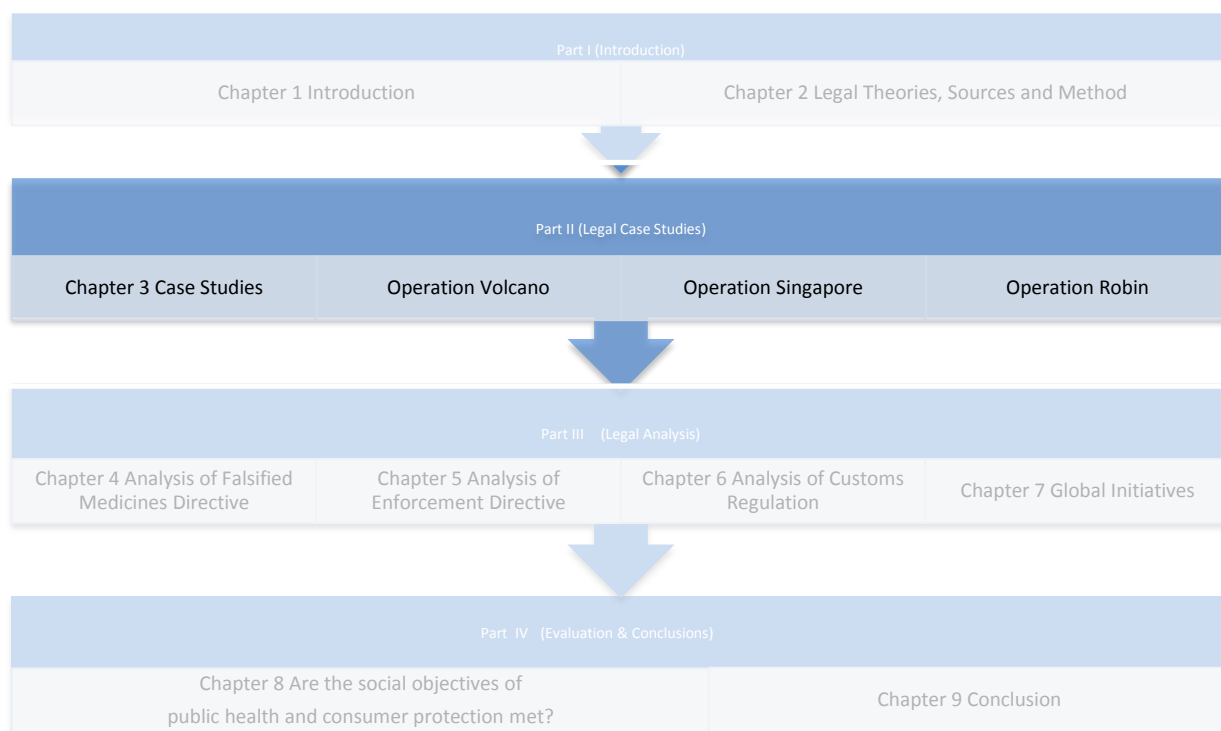 Part I (Introduction)
Chapter 1 Introduction
Chapter 2 Legal Theories, Sources and Method
Part II (Legal Case Studies)
Chapter 3 Case Studies
Operation Volcano
Operation Singapore
Operation Robin
Part III (Legal Analysis)
Chapter 4 Analysis of Falsified
Medicines Directive
Chapter 5 Analysis of
Enforcement Directive
Chapter 6 Analysis of Customs
Regulation
Chapter 7 Global Initiatives
Part IV (Evaluation & Conclusions)
Chapter 8 Are the social objectives of
public health and consumer protection met?
Chapter 9 Conclusion